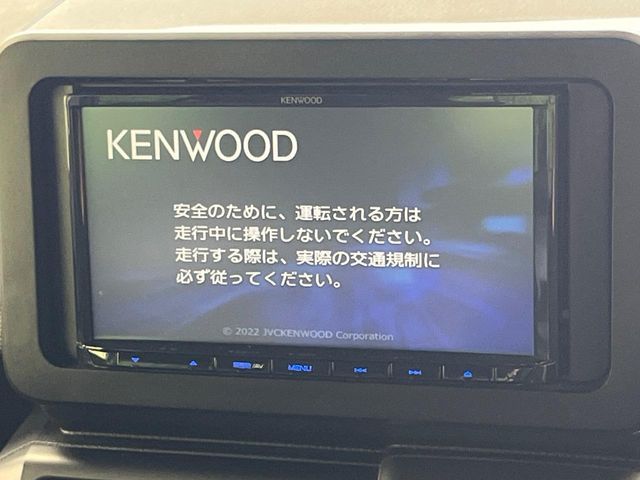 KENWOOD
KENWOOD
安全のために、運転される方は
走行中に操作しないでください。
走行する際は、実際の交通規制に
必ず従ってください。
© 2022 JVCKENWOOD Corporation
/AV MENU